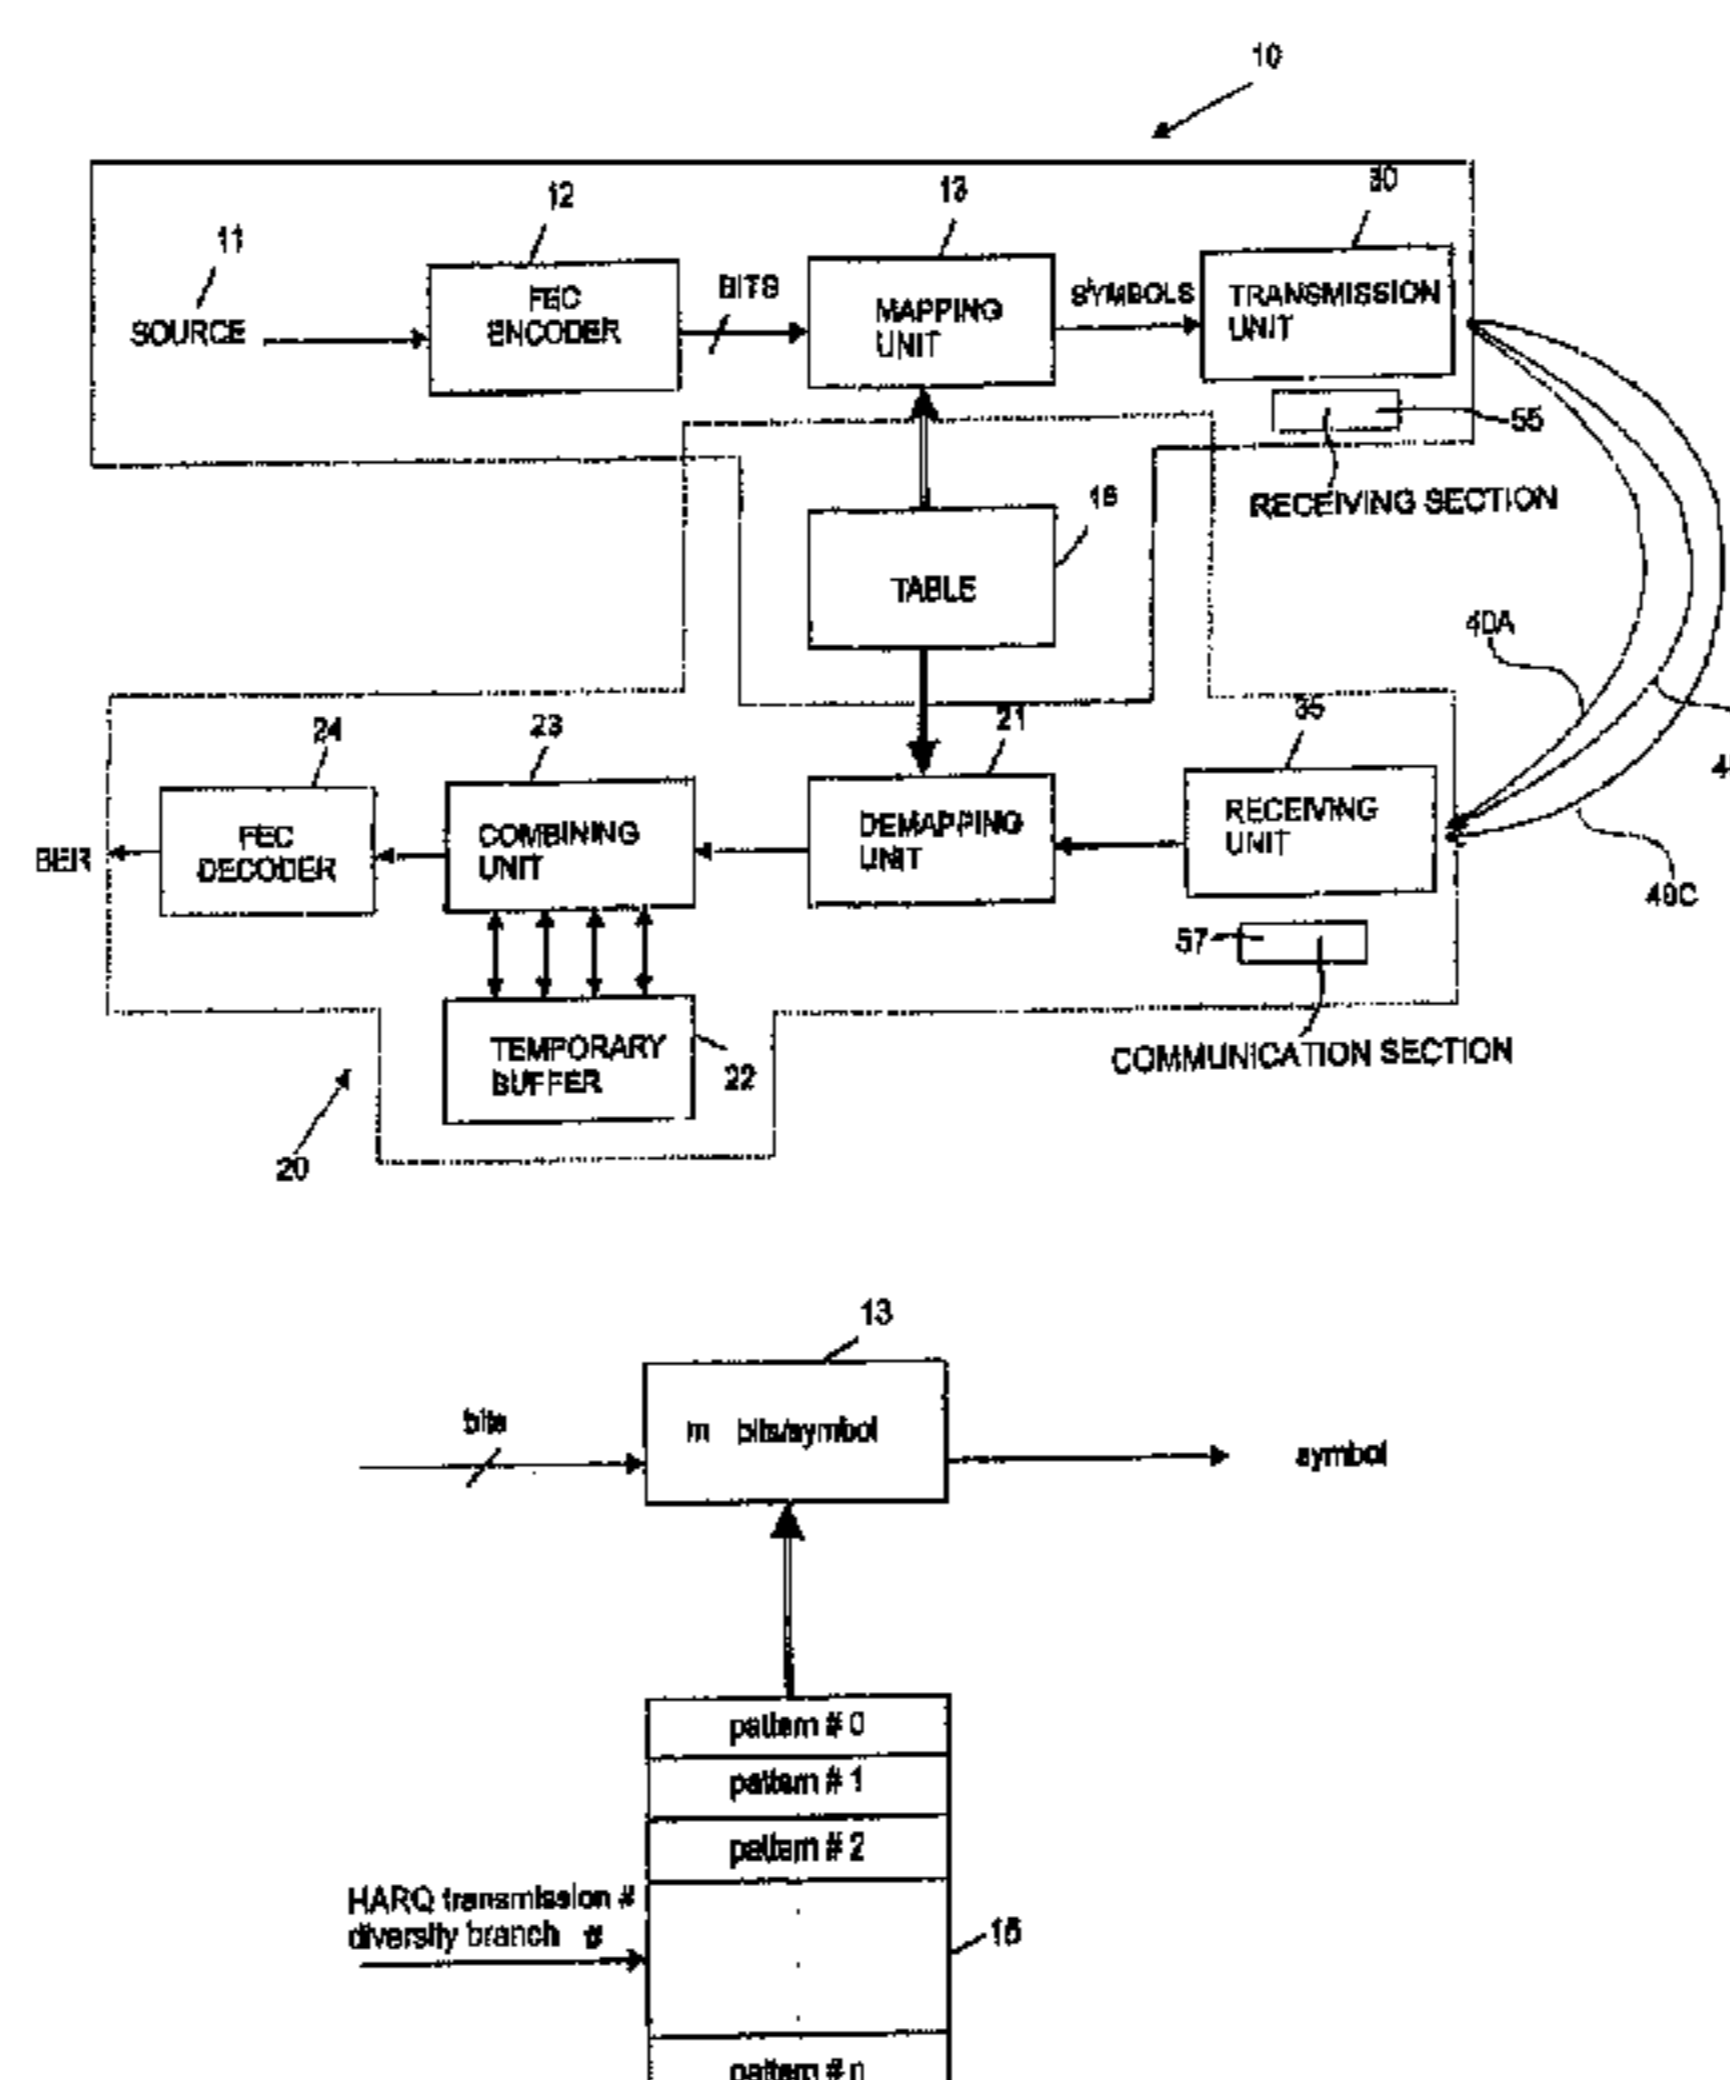 10
12
13
30
11
SOURCE
FEC
ENCODER
BITS
MAPPING
UNIT
SYMBOLS
TRANSMISSION
UNIT
55
RECEIVING SECTION
TABLE
40A
24
23
21
35
BER
FEC
DECODER
COMBINING
UNIT
DEMAPPING
UNIT
RECEIVING
UNIT
40C
57
COMMUNICATION SECTION
TEMPORARY
BUFFER
22
20
13
bits
m bits/symbol
symbol
pattern # 0
pattern # 1
pattern # 2
HARQ transmission #
diversity branch #
15
pattern # n